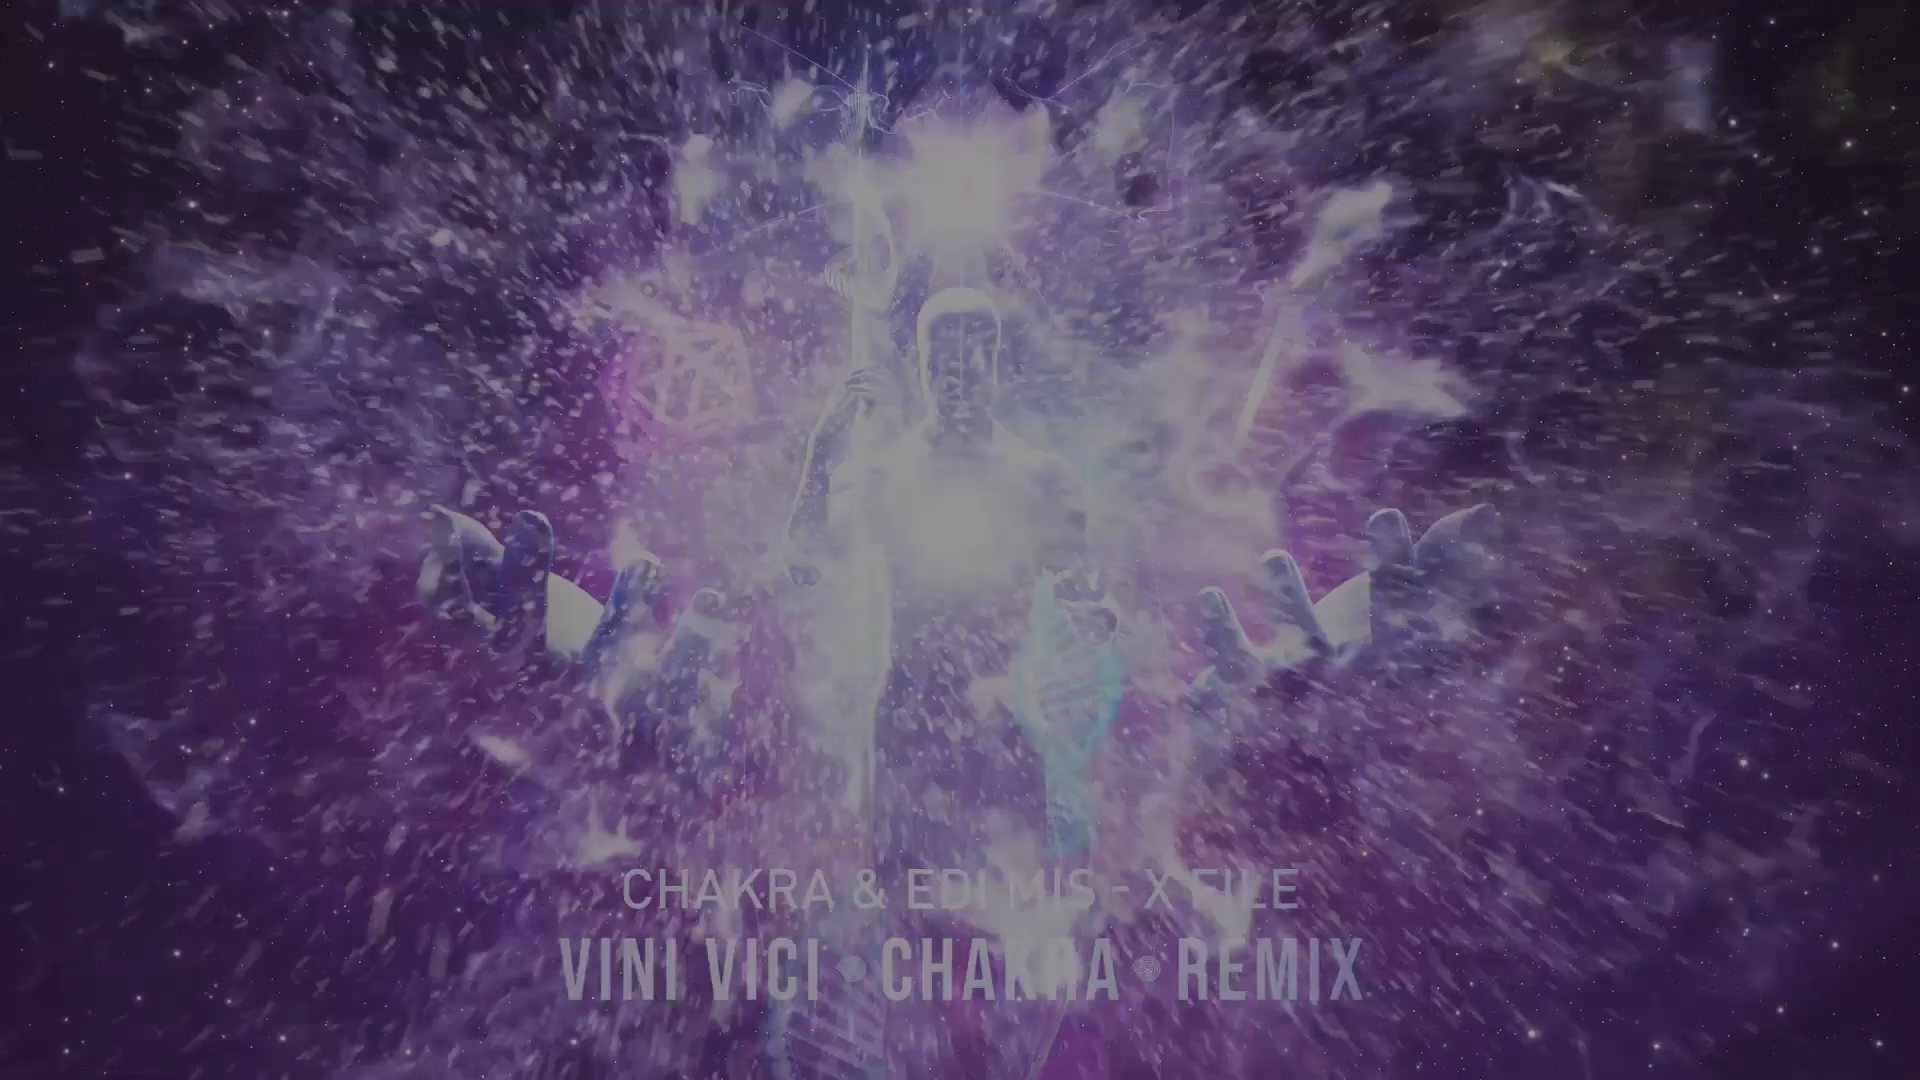 CHAKRA & EDI MIS - X FILE
VINI VICI • CHAKRA • REMIX